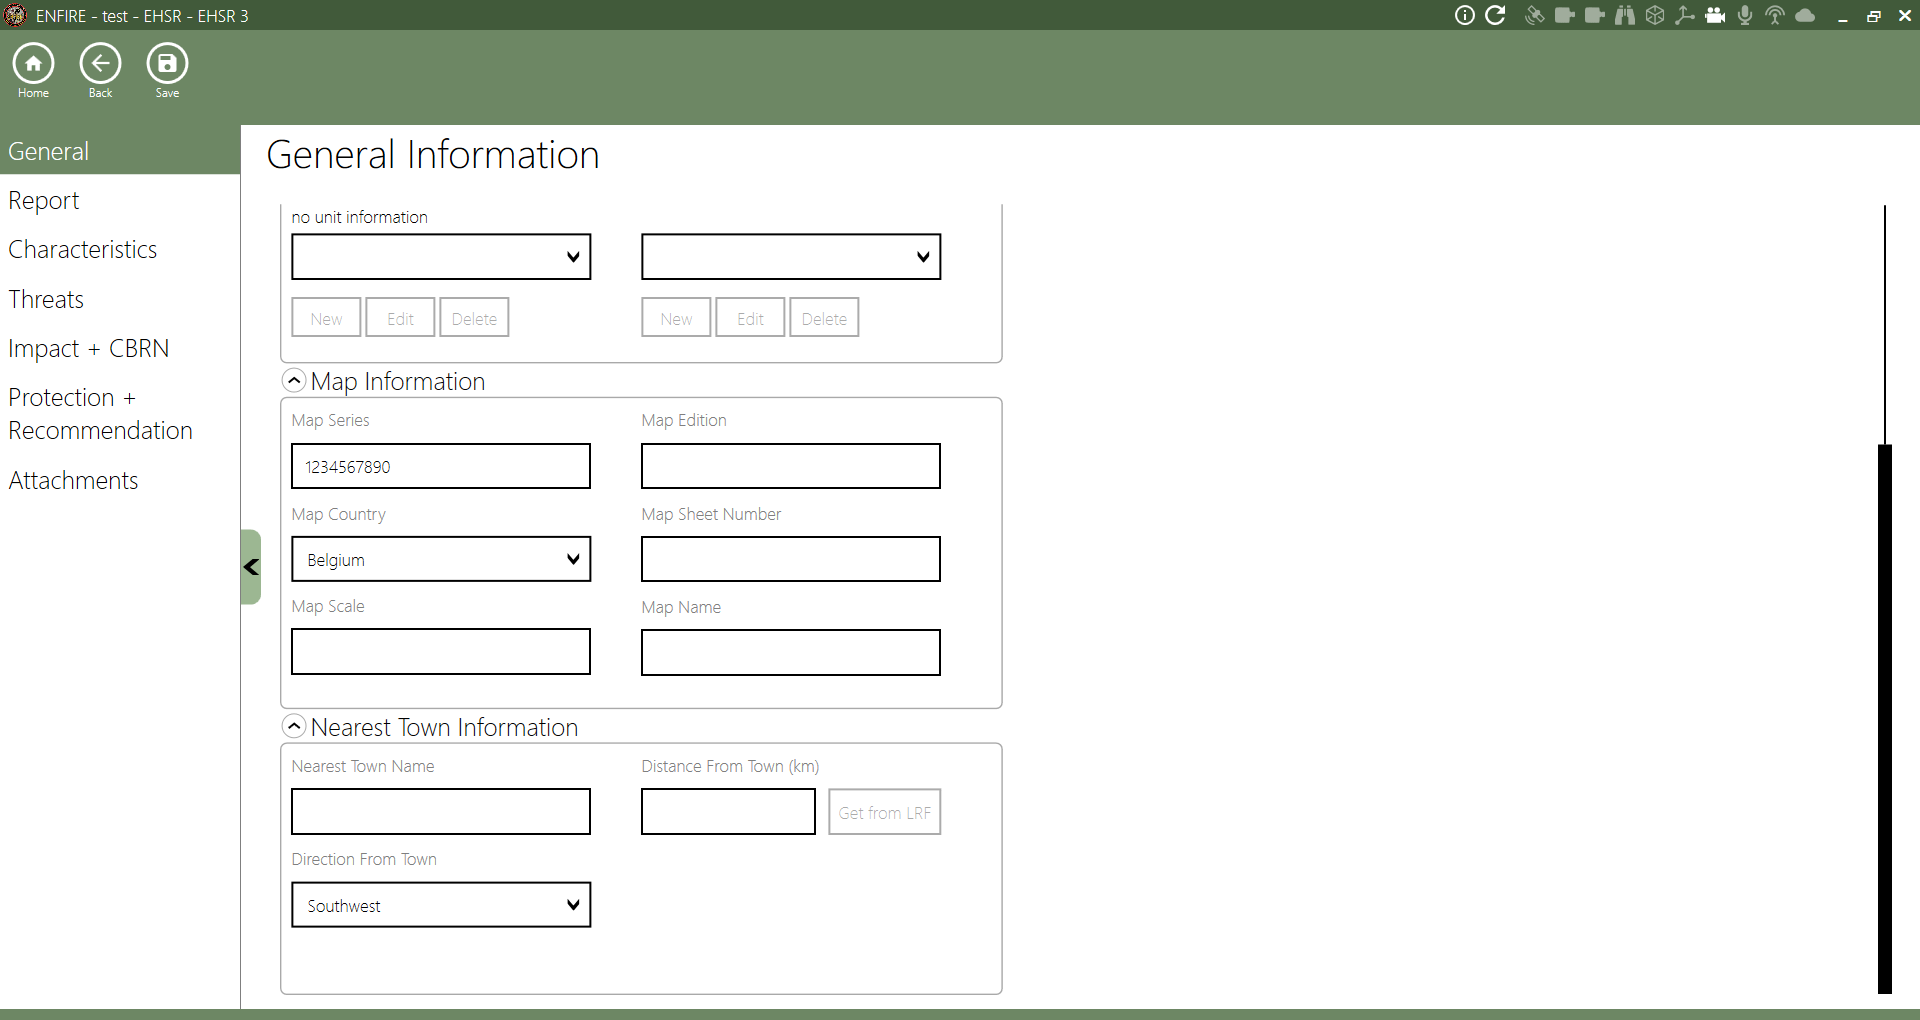 ENFIRE - test - EHSR - EHSR 3
Home
Back
Save
General
Report
Characteristics
Threats
Impact + CBRN
Protection +
Recommendation
Attachments
General Information
no unit information
New
Edit
Delete
New
Edit
Delete
Map Information
Map Series
Map Edition
1234567890
Map Country
Map Sheet Number
Belgium
Map Scale
Map Name
Nearest Town Information
Nearest Town Name
Distance From Town (km)
Get from LRF
Direction From Town
Southwest